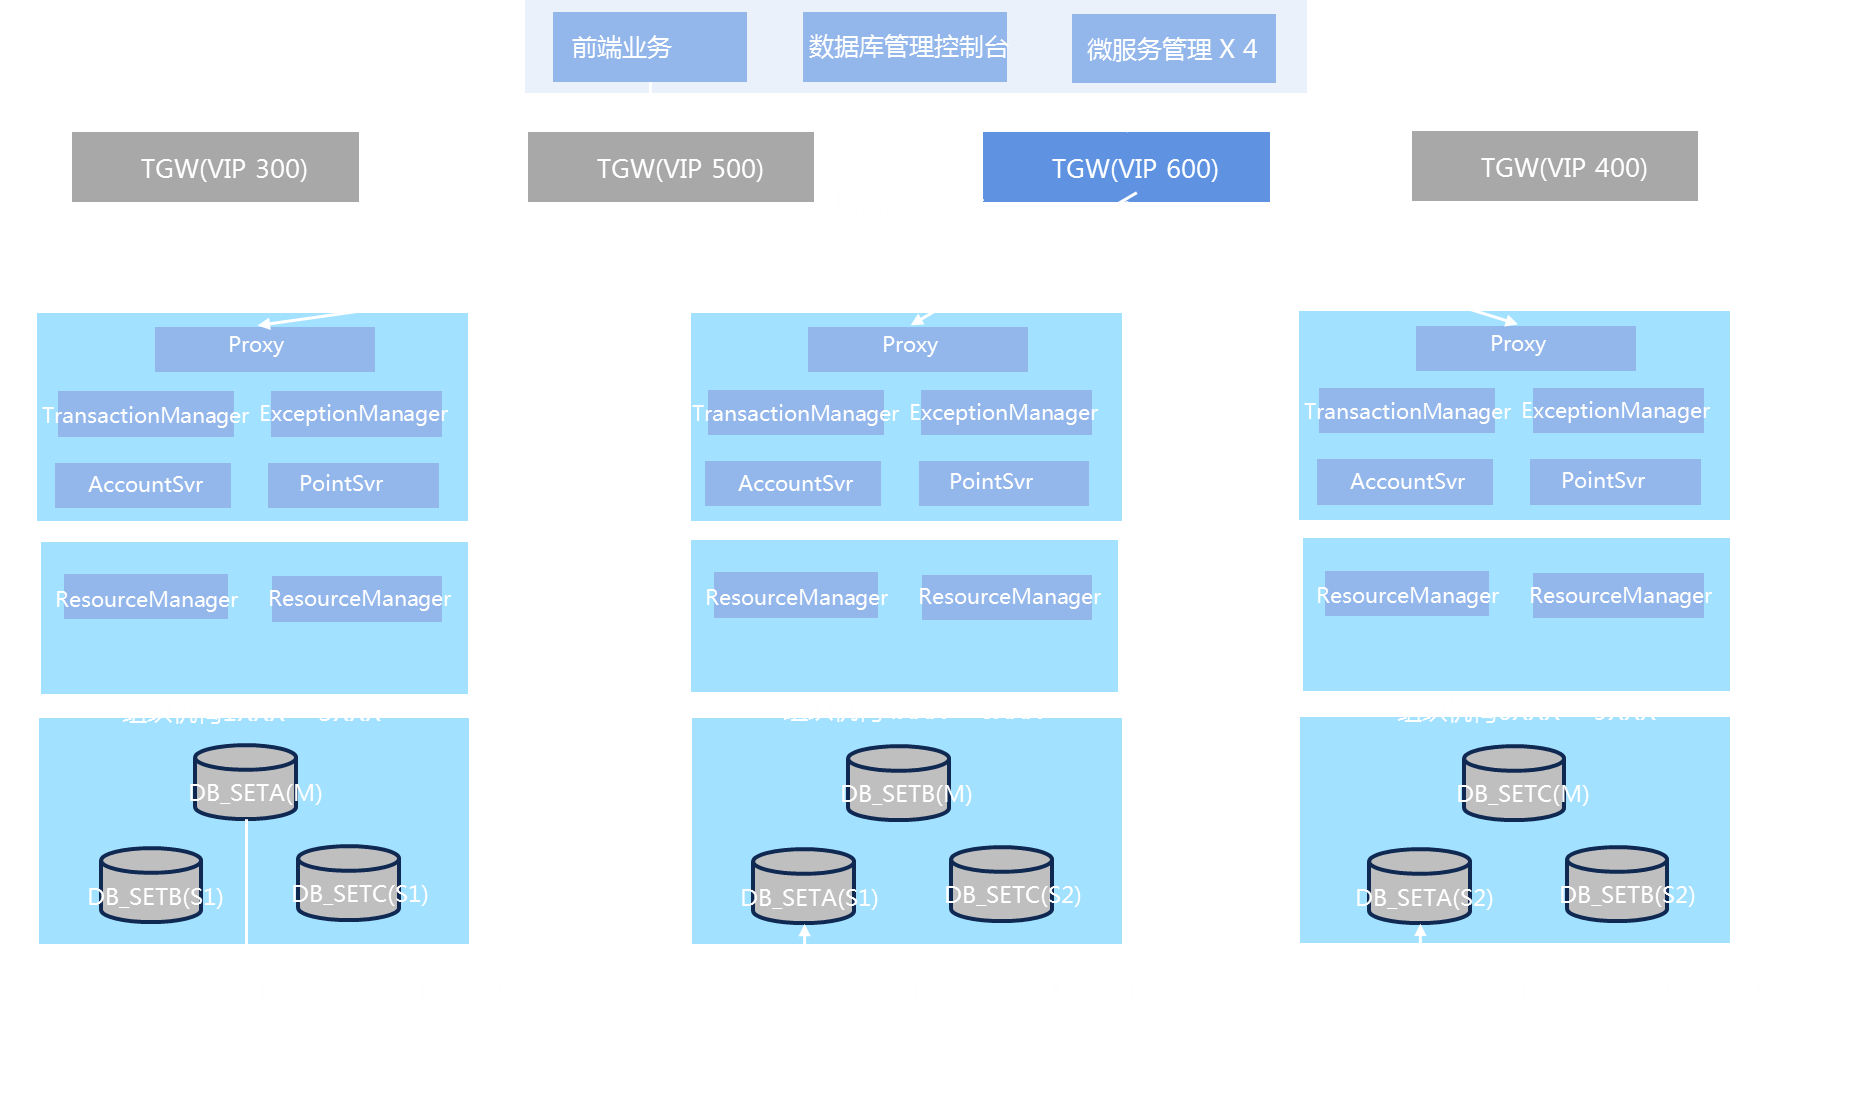 前端业务
数据库管理控制台
微服务管理 X 4
TGW(VIP 300)
TGW(VIP 500)
TGW(VIP 600)
TGW(VIP 400)
Proxy
TransactionManager
ExceptionManager
AccountSvr
PointSvr
Proxy
TransactionManager
ExceptionManager
AccountSvr
PointSvr
Proxy
TransactionManager
ExceptionManager
AccountSvr
PointSvr
ResourceManager
ResourceManager
ResourceManager
ResourceManager
ResourceManager
ResourceManager
DB_SETA(M)
DB_SETB(S1)
DB_SETC(S1)
DB_SETB(M)
DB_SETA(S1)
DB_SETC(S2)
DB_SETC(M)
DB_SETA(S2)
DB_SETB(S2)